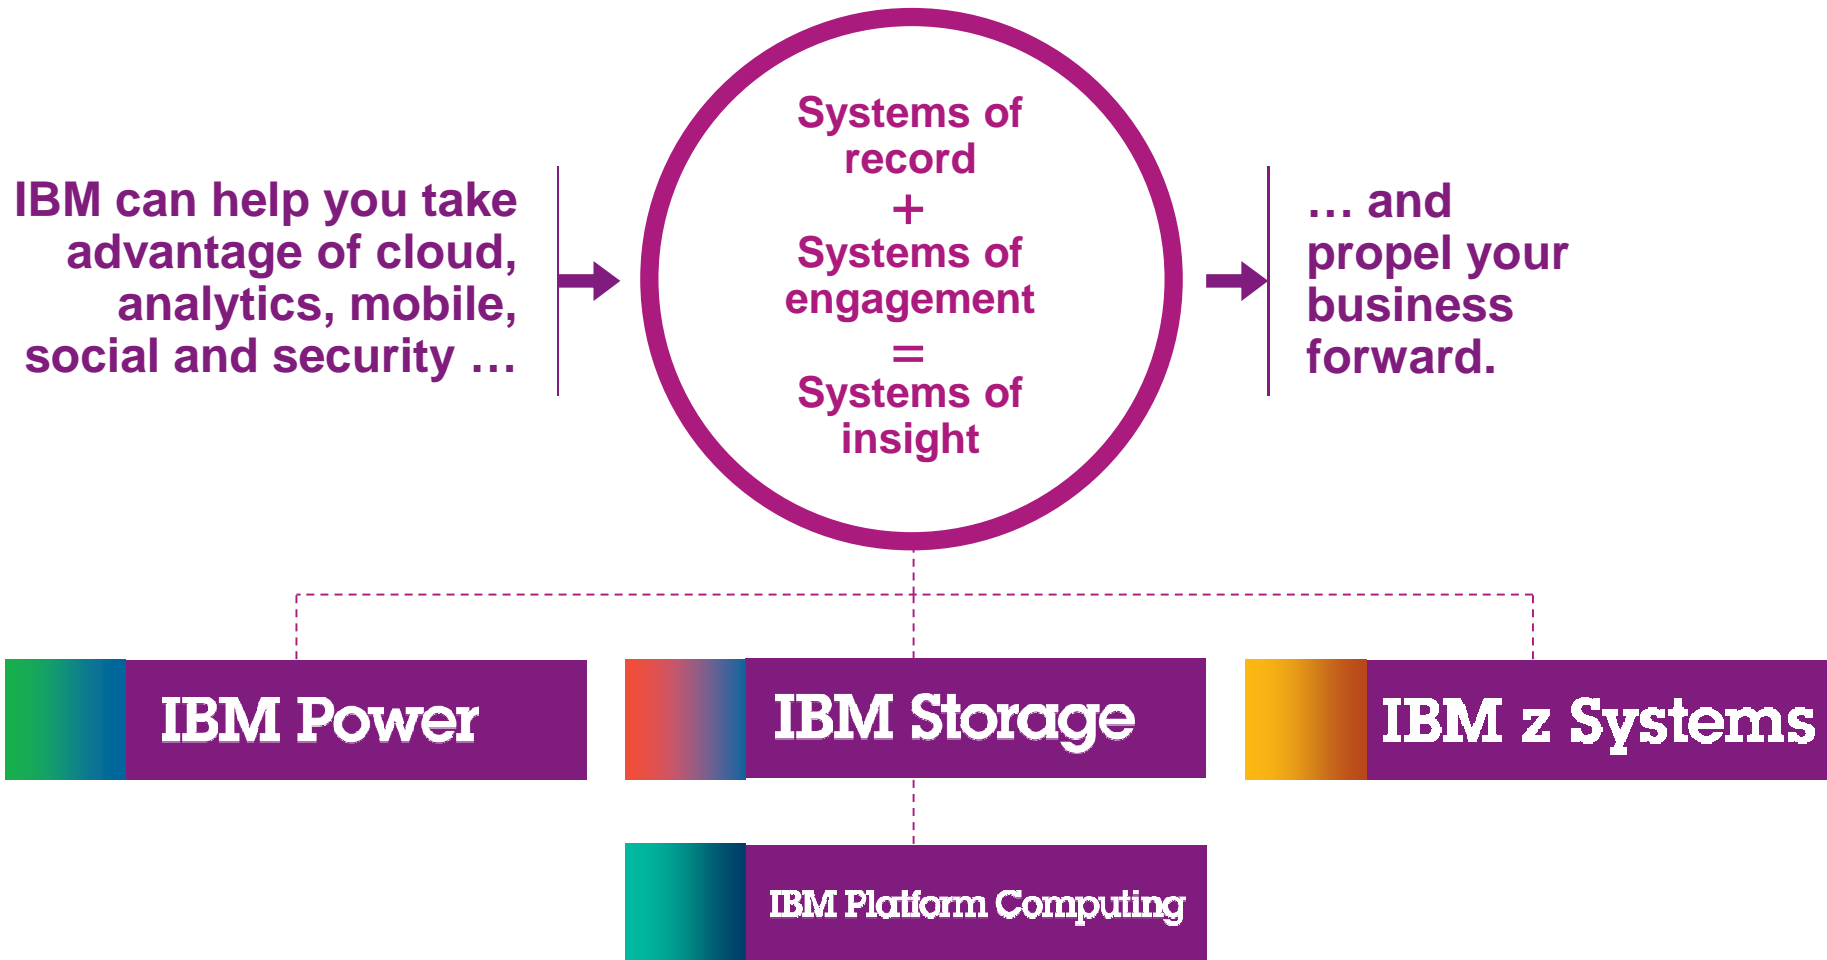 IBM can help you take
advantage of cloud,
analytics, mobile,
social and security …
Systems of
record
+
Systems of
engagement
=
Systems of
insight
… and
propel your
business
forward.
IBM Power
IBM Storage
IBM z Systems
IBM Platform Computing